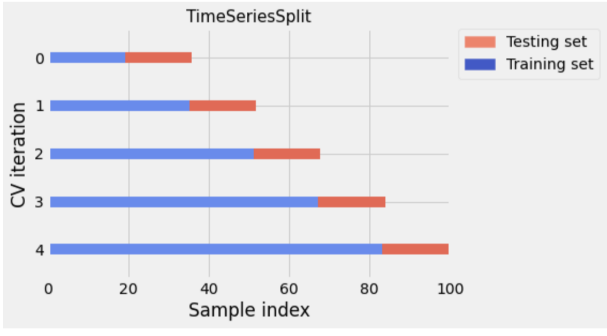 TimeSeriesSplit
Testing set
Training set
CV iteration
0
1
2
3
4
0 20 40 60 80 100
Sample index